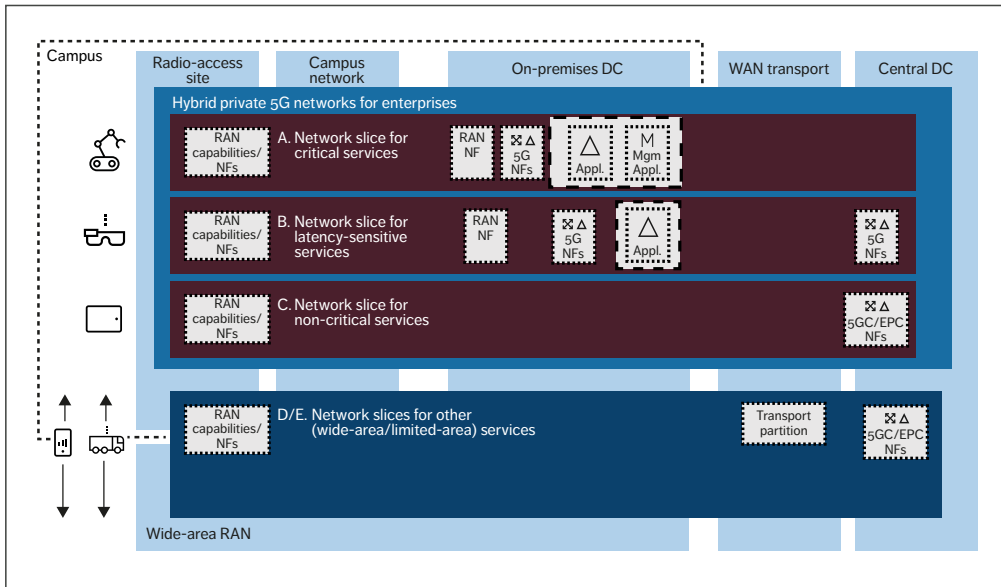 Campus
Radio-access
site
Campus
network
On-premises DC
WAN transport
Central DC
Hybrid private 5G networks for enterprises
RAN
capabilities/
NFs
A. Network slice for
critical services
RAN
NF
5G
NFs
Appl.
Mgm
Appl.
RAN
capabilities/
NFs
B. Network slice for
latency-sensitive
services
RAN
NF
5G
NFs
Appl.
5G
NFs
RAN
capabilities/
NFs
C. Network slice for
non-critical services
5GC/EPC
NFs
RAN
capabilities/
NFs
D/E. Network slices for other
(wide-area/limited-area) services
Transport
partition
5GC/EPC
NFs
Wide-area RAN